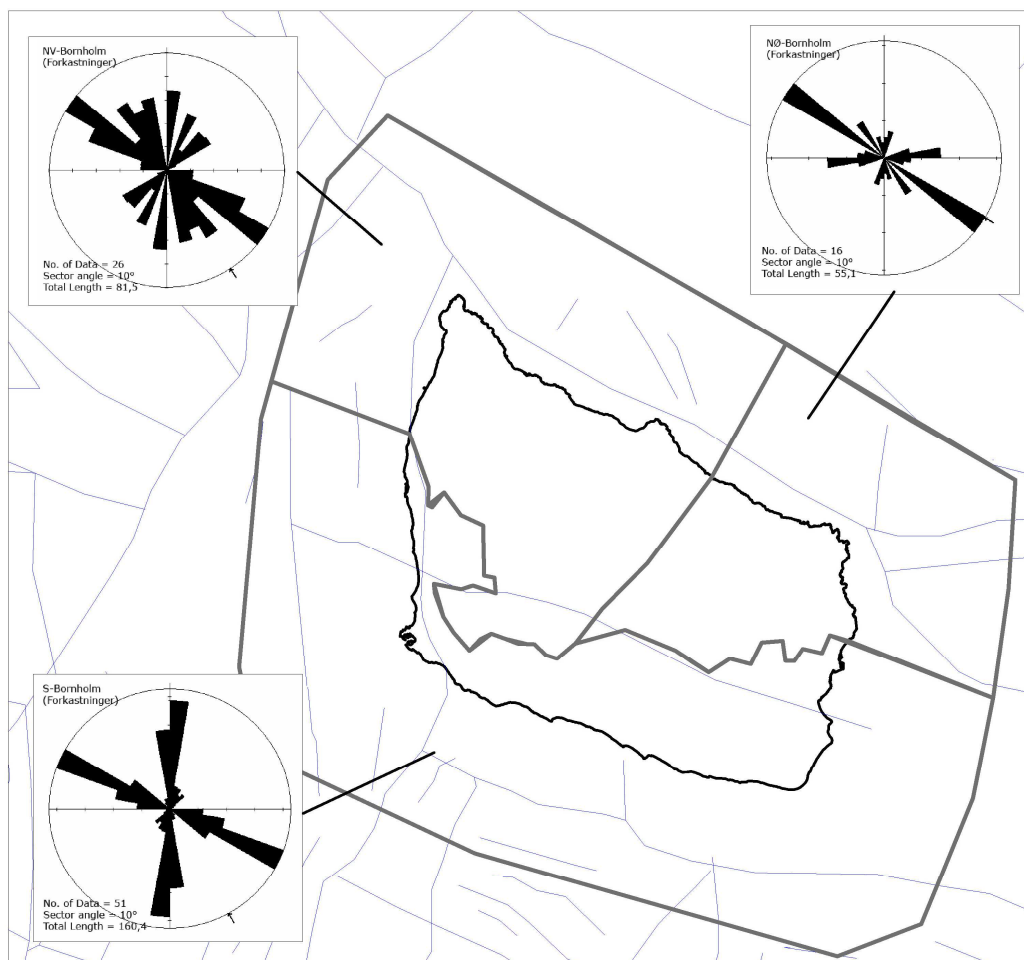 NV-Bornholm
(Forkastninger)
No. of Data = 26
Sector angle = 10°
Total Length = 81,5
NØ-Bornholm
(Forkastninger)
No. of Data = 16
Sector angle = 10°
Total Length = 55,1
S-Bornholm
(Forkastninger)
No. of Data = 51
Sector angle = 10°
Total Length = 160,4